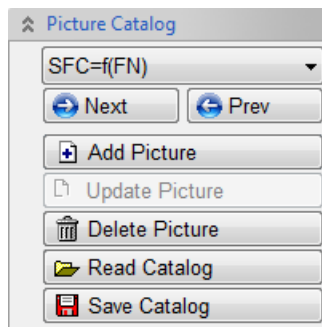 Picture Catalog
SFC=f(FN)
Next Prev
Add Picture
Update Picture
Delete Picture
Read Catalog
Save Catalog